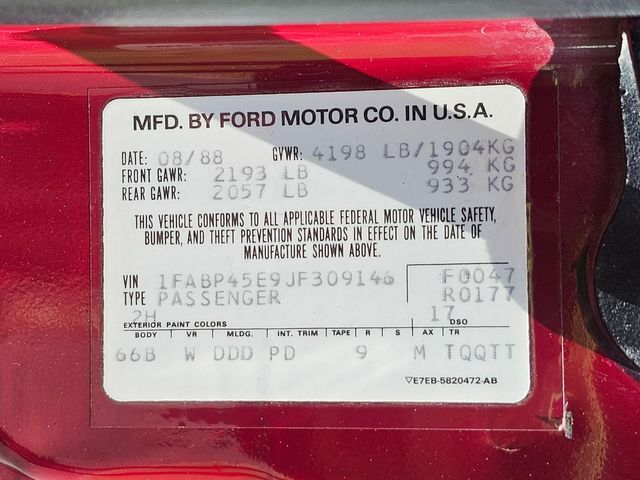 MFD. BY FORD MOTOR CO. IN U.S.A.
DATE: 08/88 GVWR: 4198 LB/1904KG
FRONT GAWR: 2193 LB 994 KG
REAR GAWR: 2057 LB 933 KG
THIS VEHICLE CONFORMS TO ALL APPLICABLE FEDERAL MOTOR VEHICLE SAFETY,
BUMPER, AND THEFT PREVENTION STANDARDS IN EFFECT ON THE DATE OF
MANUFACTURE SHOWN ABOVE.
VIN 1FABP45E9JF309146 F0047
TYPE PASSENGER R0177
2H 17
EXTERIOR PAINT COLORS DSO
BODY VR MLDG. INT. TRIM TAPE R S AX TR
66B W DDD PD 9 M TQQTT
▽E7EB-5820472-AB